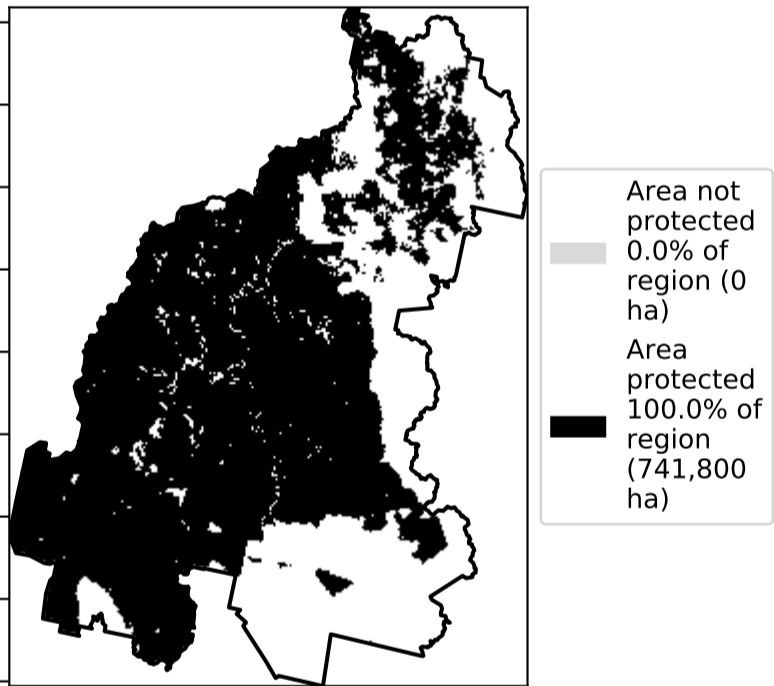 Area not
protected
0.0% of
region (0
ha)
Area
protected
100.0% of
region
(741,800
ha)